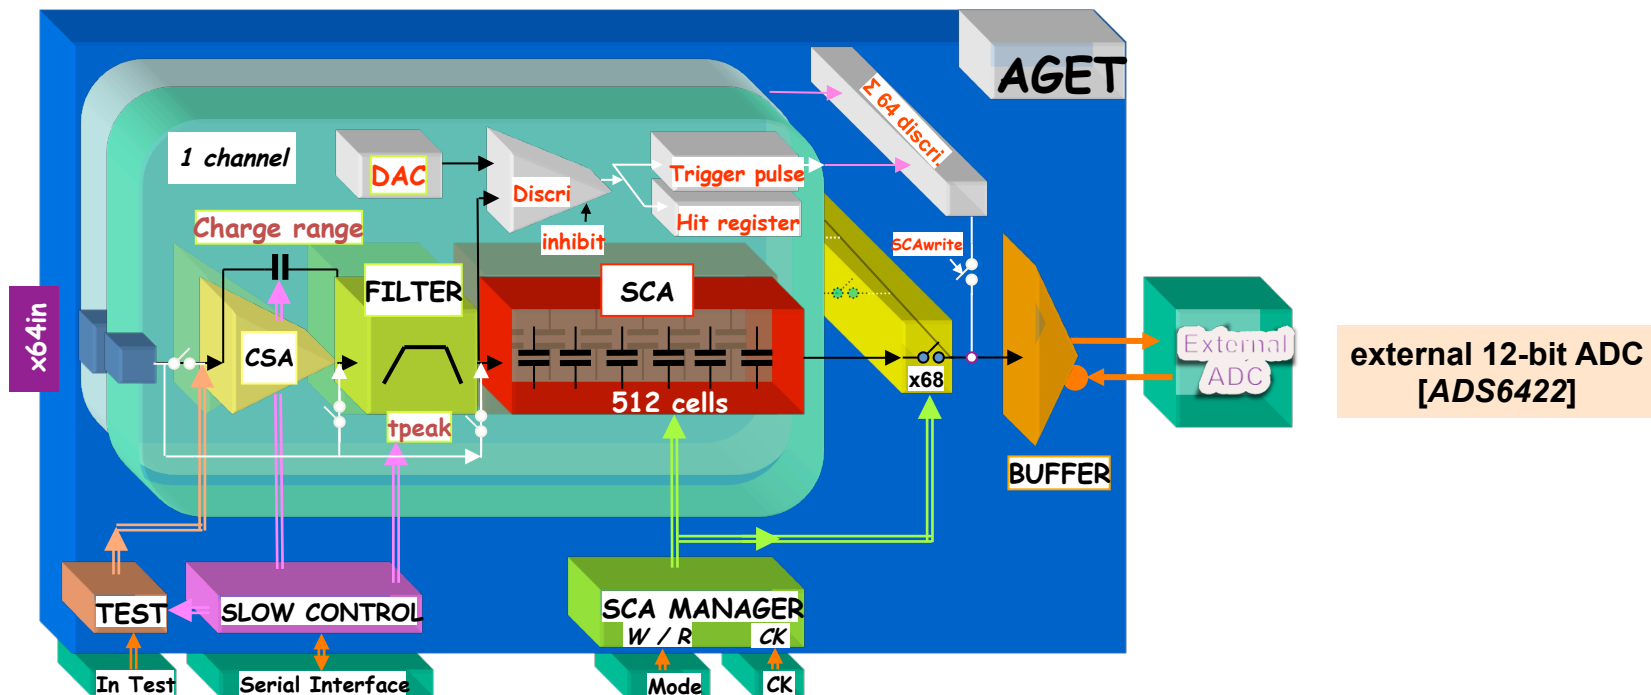 AGET
Σ 64 discri.
1 channel
DAC
Discri
Trigger pulse
Hit register
inhibit
Charge range
SCAwrite
FILTER
SCA
x64in
CSA
External
ADC
external 12-bit ADC
[ADS6422]
x68
512 cells
tpeak
BUFFER
TEST
SLOW CONTROL
SCA MANAGER
W / R
CK
In Test
Serial Interface
Mode
CK